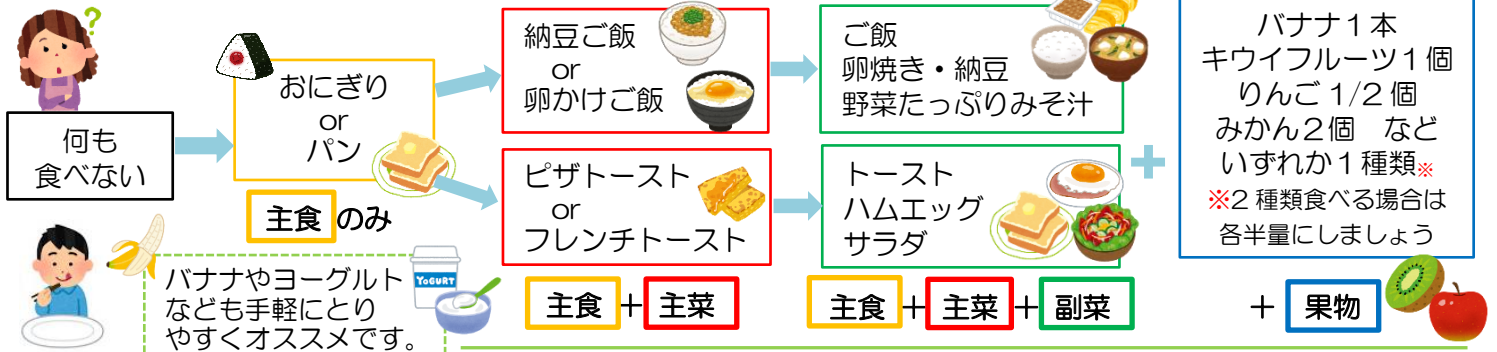 何も
食べない
おにぎり
or
パン
主食のみ
バナナやヨーグルト
なども手軽にとり
やすくオススメです。
YOGURT
納豆ご飯
or
卵かけご飯
ピザトースト
or
フレンチトースト
主食＋主菜
ご飯
卵焼き・納豆
野菜たっぷりみそ汁
トースト
ハムエッグ
サラダ
主食＋主菜＋副菜
＋
バナナ１本
キウイフルーツ１個
りんご 1/2 個
みかん２個　など
いずれか１種類※
※２種類食べる場合は
各半量にしましょう
＋ 果物